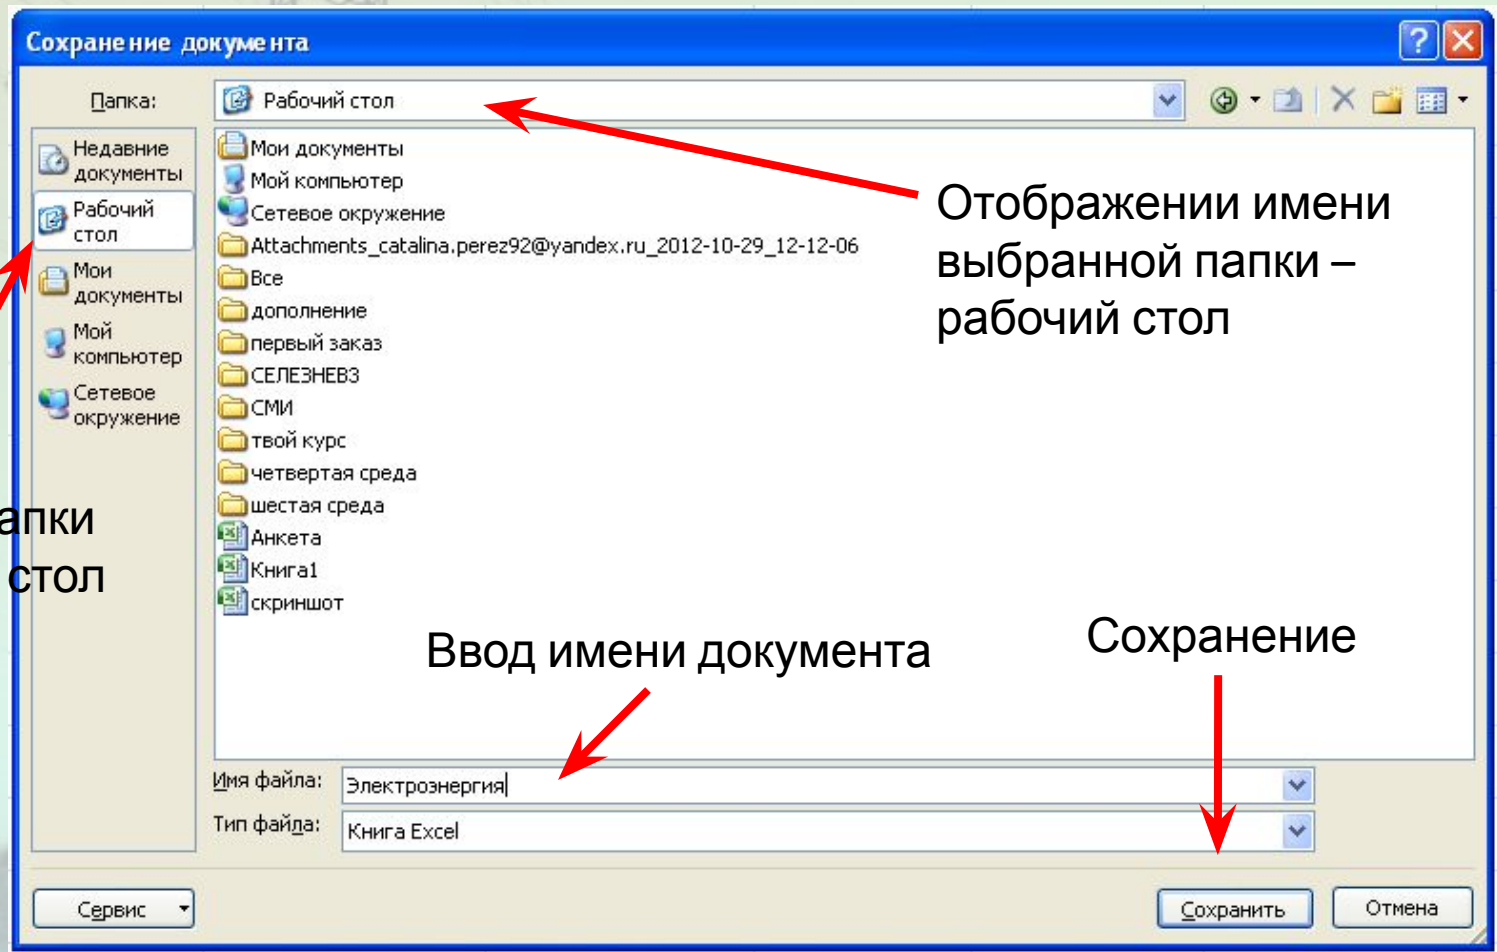 Сохранение документа
Папка:
Рабочий стол
Недавние
документы
Рабочий
стол
Мои
документы
Мой
компьютер
Сетевое
окружение
Мои документы
Мой компьютер
Сетевое окружение
Attachments_catalina.perez92@yandex.ru_2012-10-29_12-12-06
Все
дополнение
первый заказ
СЕЛЕЗНЕВЗ
СМИ
твой курс
четвертая среда
шестая среда
Анкета
Книга1
скриншот
Отображении имени
выбранной папки –
рабочий стол
апки
стол
Ввод имени документа
Сохранение
Имя файла:
Электроэнергия
Тип файла:
Книга Excel
Сервис
Сохранить
Отмена